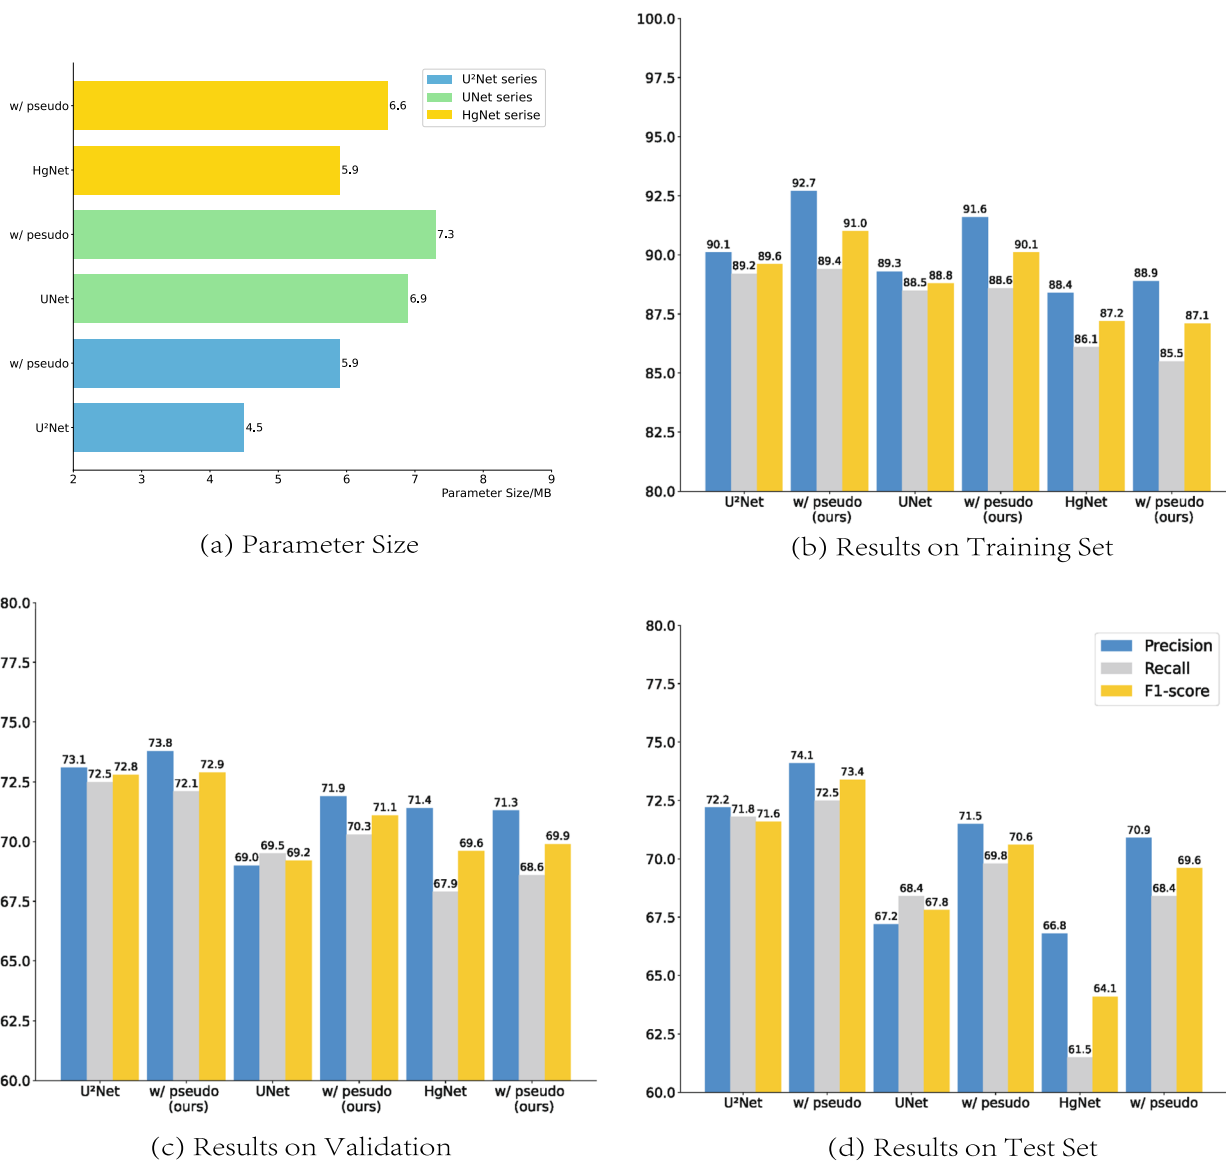 w/ pseudo
HgNet
w/ pesudo
UNet
w/ pseudo
U²Net
6.6
5.9
7.3
6.9
5.9
4.5
U²Net series
UNet series
HgNet serise
2 3 4 5 6 7 8 9
Parameter Size/MB
(a) Parameter Size
100.0
97.5
95.0
92.5
90.0
87.5
85.0
82.5
80.0
90.1 89.2 89.6 92.7 89.4 91.0 89.3 88.5 88.8 91.6 88.6 90.1 88.4 86.1 87.2 88.9 85.5 87.1
U²Net w/ pseudo UNet w/ pesudo HgNet w/ pseudo
(ours) (ours) (ours)
(b) Results on Training Set
80.0
77.5
75.0
72.5
70.0
67.5
65.0
62.5
60.0
73.1 72.5 72.8 73.8 72.1 72.9 69.0 69.5 69.2 71.9 70.3 71.1 71.4 67.9 69.6 71.3 68.6 69.9
U²Net w/ pseudo UNet w/ pesudo HgNet w/ pseudo
(ours) (ours) (ours)
(c) Results on Validation
80.0
77.5
75.0
72.5
70.0
67.5
65.0
62.5
60.0
Precision
Recall
F1-score
72.2 71.8 71.6 74.1 72.5 73.4 67.2 68.4 67.8 71.5 69.8 70.6 66.8 61.5 64.1 70.9 68.4 69.6
U²Net w/ pseudo UNet w/ pesudo HgNet w/ pseudo
(d) Results on Test Set